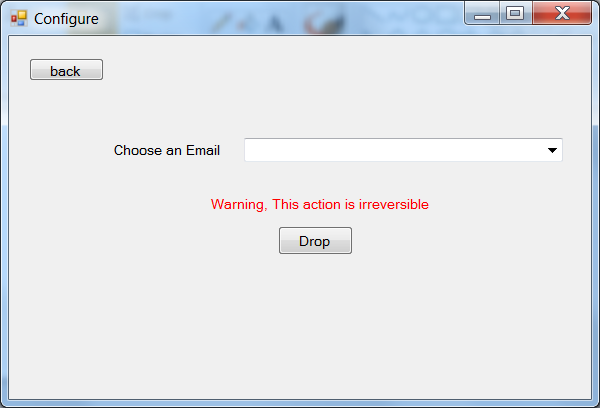 Configure
back
Choose an Email
Warning, This action is irreversible
Drop